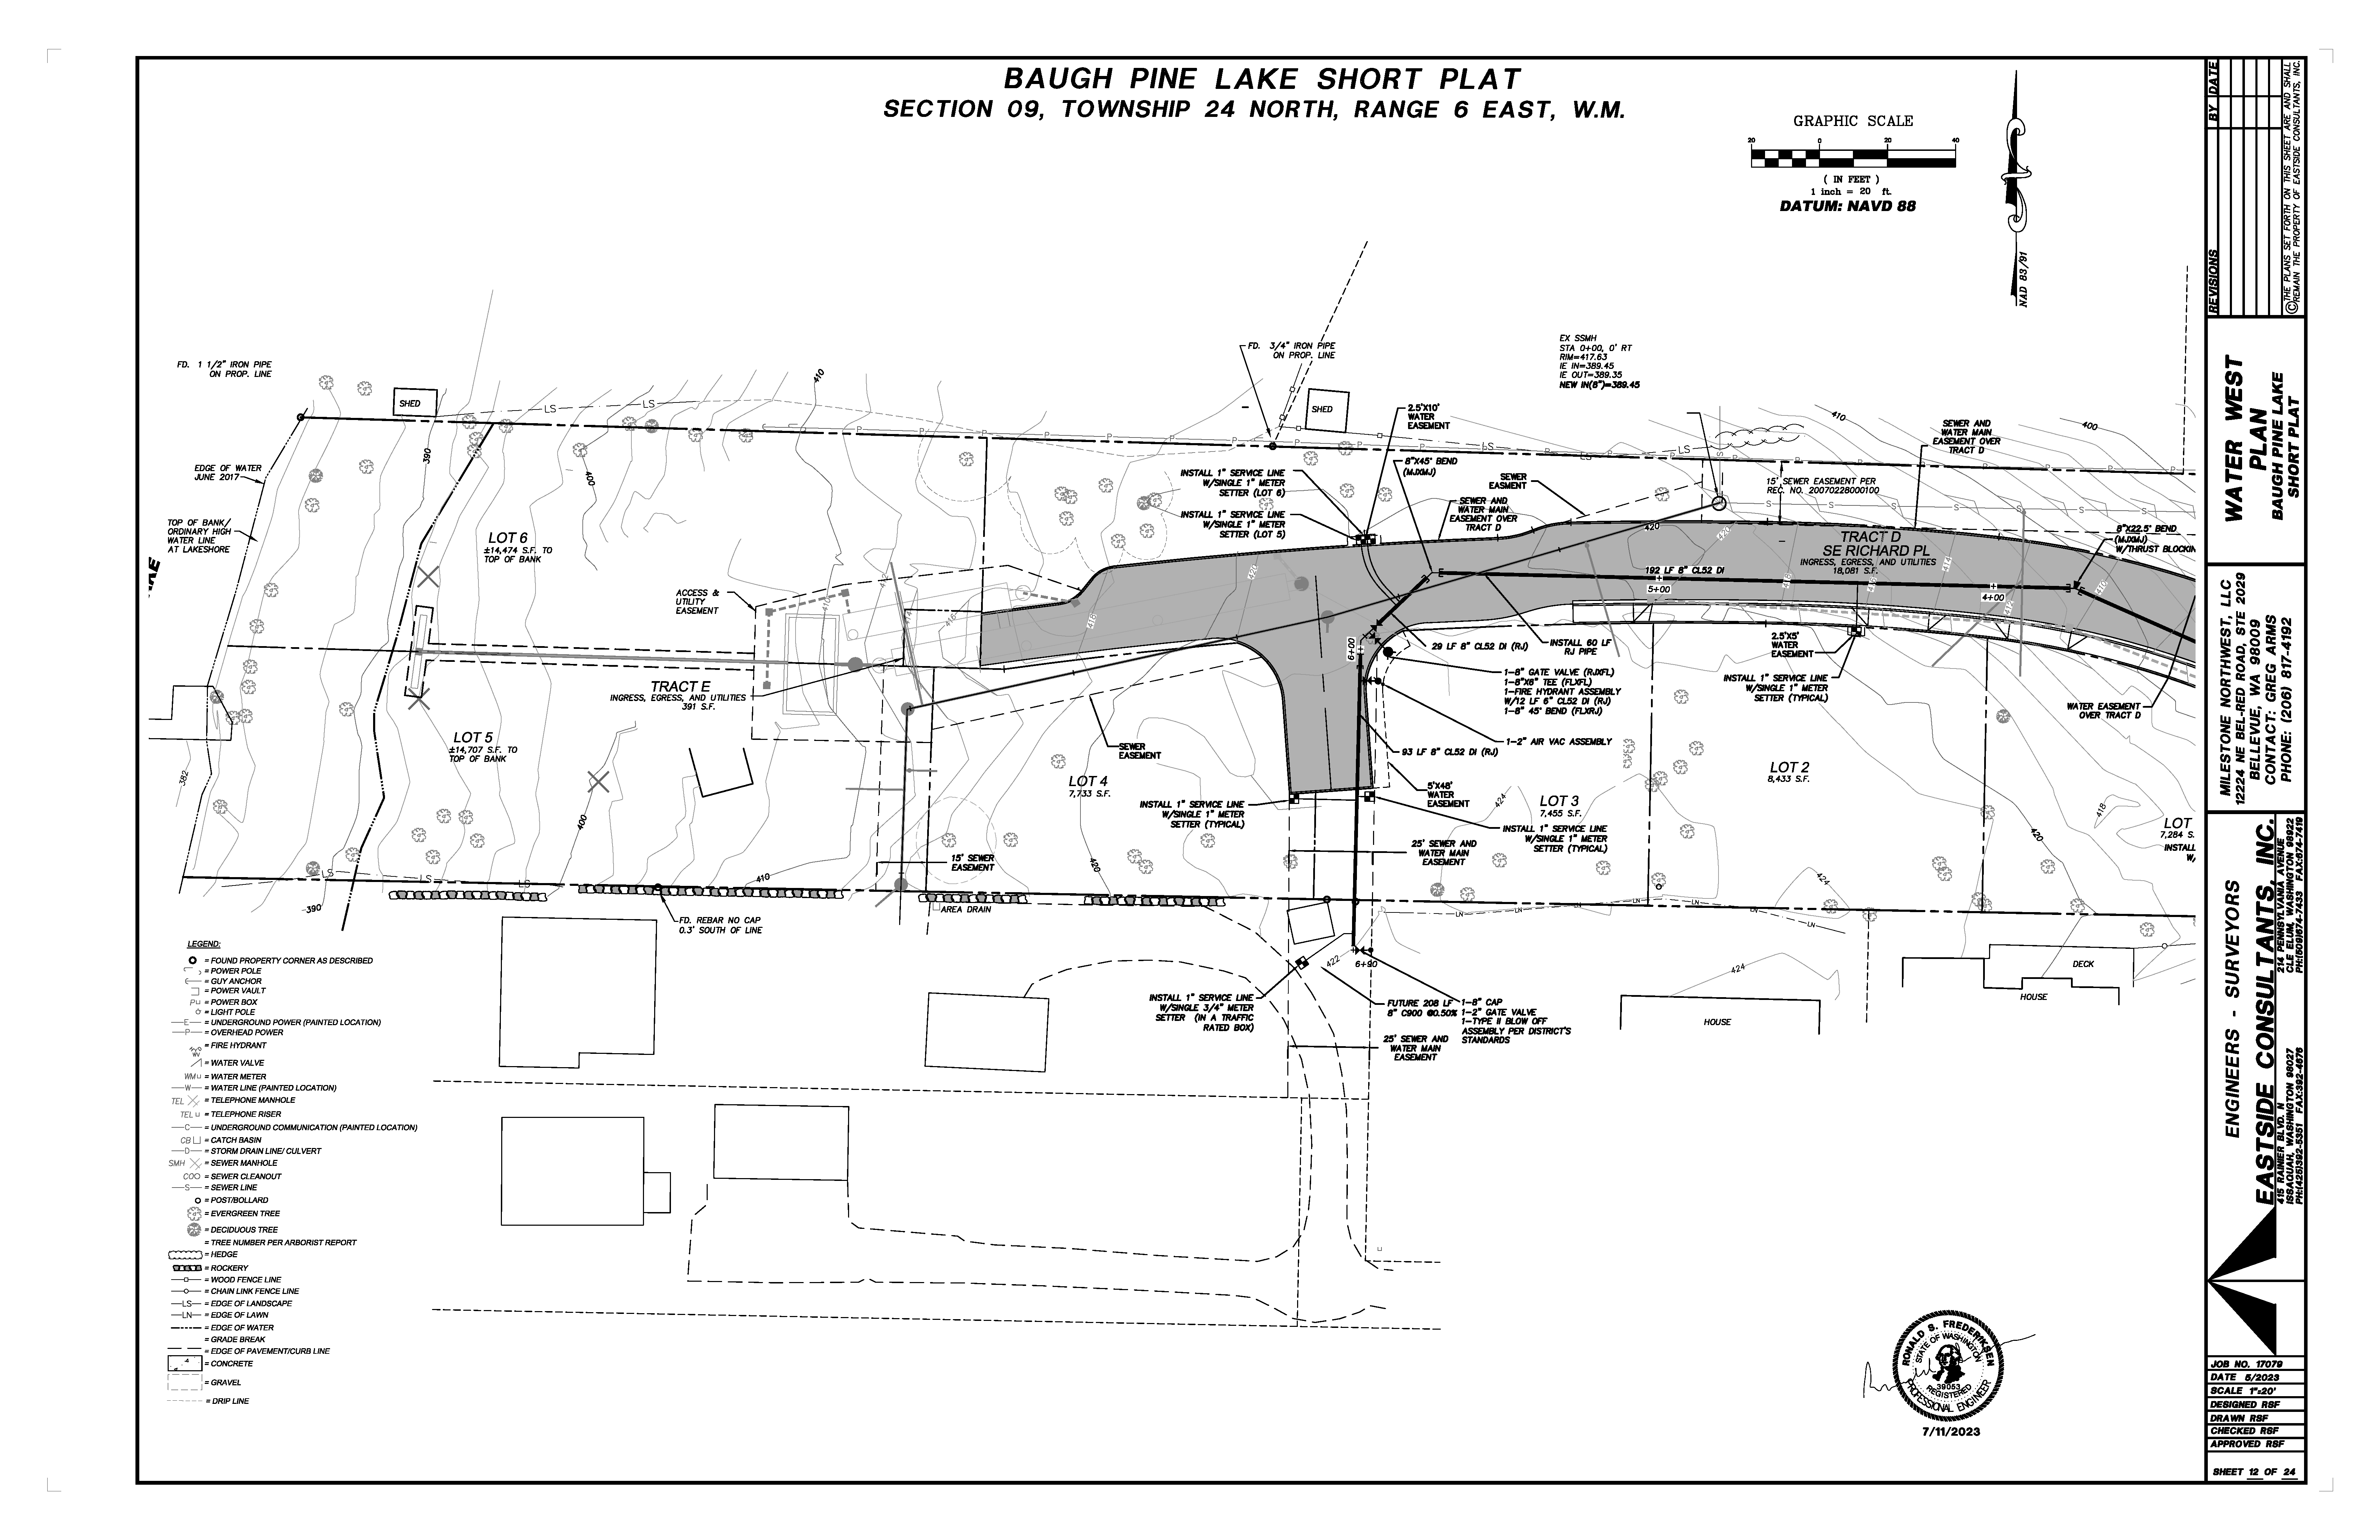 BAUGH PINE LAKE SHORT PLAT
SECTION 09, TOWNSHIP 24 NORTH, RANGE 6 EAST, W.M.
GRAPHIC SCALE
20 0 20 40
( IN FEET )
1 inch = 20 ft.
DATUM: NAVD 88
NAD 83/91
FD. 1 1/2" IRON PIPE
ON PROP. LINE
SHED
LS
LS
410
FD. 3/4" IRON PIPE
ON PROP. LINE
SHED
EX SSMH
STA 0+00, 0' RT
RIM=417.63
IE IN=389.45
IE OUT=389.35
NEW IN(8")=389.45
2.5'X10'
WATER
EASEMENT
8"X45° BEND
(MJXMJ)
SEWER
EASMENT
SEWER AND
WATER MAIN
EASEMENT OVER
TRACT D
410
400
SEWER AND
WATER MAIN
EASEMENT OVER
TRACT D
15' SEWER EASEMENT PER
REC. NO. 20070228000100
EDGE OF WATER
JUNE 2017
390
400
INSTALL 1" SERVICE LINE
W/SINGLE 1" METER
SETTER (LOT 6)
INSTALL 1" SERVICE LINE
W/SINGLE 1" METER
SETTER (LOT 5)
TOP OF BANK/
ORDINARY HIGH
WATER LINE
AT LAKESHORE
LOT 6
±14,474 S.F. TO
TOP OF BANK
420
TRACT D
SE RICHARD PL
INGRESS, EGRESS, AND UTILITIES
18,081 S.F.
8"X22.5° BEND
(MJXMJ)
W/THRUST BLOCKIN
192 LF 8" CL52 DI
5+00
4+00
ACCESS &
UTILITY
EASEMENT
6+00
29 LF 8" CL52 DI (RJ)
INSTALL 60 LF
RJ PIPE
2.5'X5'
WATER
EASEMENT
1-8" GATE VALVE (RJXFL)
1-8"X6" TEE (FLXFL)
1-FIRE HYDRANT ASSEMBLY
W/12 LF 6" CL52 DI (RJ)
1-8" 45° BEND (FLXRJ)
INSTALL 1" SERVICE LINE
W/SINGLE 1" METER
SETTER (TYPICAL)
WATER EASEMENT
OVER TRACT D
TRACT E
INGRESS, EGRESS, AND UTILITIES
391 S.F.
LOT 5
±14,707 S.F. TO
TOP OF BANK
SEWER
EASEMENT
1-2" AIR VAC ASSEMBLY
93 LF 8" CL52 DI (RJ)
382
LOT 4
7,733 S.F.
5'X48'
WATER
EASEMENT
LOT 2
8,433 S.F.
LOT 3
7,455 S.F.
424
418
420
INSTALL 1" SERVICE LINE
W/SINGLE 1" METER
SETTER (TYPICAL)
INSTALL 1" SERVICE LINE
W/SINGLE 1" METER
SETTER (TYPICAL)
LOT
7,284 S.
INSTALL
W/
400
25' SEWER AND
WATER MAIN
EASEMENT
15' SEWER
EASEMENT
420
410
424
390
AREA DRAIN
FD. REBAR NO CAP
0.3' SOUTH OF LINE
422
6+90
424
DECK
HOUSE
HOUSE
INSTALL 1" SERVICE LINE
W/SINGLE 3/4" METER
SETTER (IN A TRAFFIC
RATED BOX)
FUTURE 208 LF
8" C900 @0.50%
1-8" CAP
1-2" GATE VALVE
1-TYPE II BLOW OFF
ASSEMBLY PER DISTRICT'S
STANDARDS
25' SEWER AND
WATER MAIN
EASEMENT
LEGEND:
= FOUND PROPERTY CORNER AS DESCRIBED
= POWER POLE
= GUY ANCHOR
= POWER VAULT
= POWER BOX
= LIGHT POLE
E = UNDERGROUND POWER (PAINTED LOCATION)
P = OVERHEAD POWER
= FIRE HYDRANT
= WATER VALVE
WM = WATER METER
W = WATER LINE (PAINTED LOCATION)
TEL = TELEPHONE MANHOLE
TEL = TELEPHONE RISER
C = UNDERGROUND COMMUNICATION (PAINTED LOCATION)
CB = CATCH BASIN
D = STORM DRAIN LINE/ CULVERT
SMH = SEWER MANHOLE
CO = SEWER CLEANOUT
S = SEWER LINE
= POST/BOLLARD
= EVERGREEN TREE
= DECIDUOUS TREE
= TREE NUMBER PER ARBORIST REPORT
= HEDGE
= ROCKERY
= WOOD FENCE LINE
= CHAIN LINK FENCE LINE
LS = EDGE OF LANDSCAPE
LN = EDGE OF LAWN
= EDGE OF WATER
= GRADE BREAK
= EDGE OF PAVEMENT/CURB LINE
= CONCRETE
= GRAVEL
= DRIP LINE
RONALD S. FREDERIKSEN
STATE OF WASHINGTON
39053
REGISTERED
PROFESSIONAL ENGINEER
7/11/2023
REVISIONS
BY DATE
THE PLANS SET FORTH ON THIS SHEET ARE AND SHALL
© REMAIN THE PROPERTY OF EASTSIDE CONSULTANTS, INC.
WATER WEST
PLAN
BAUGH PINE LAKE
SHORT PLAT
MILESTONE NORTHWEST, LLC
12224 NE BEL-RED ROAD, STE 2029
BELLEVUE, WA 98009
CONTACT: GREG ARMS
PHONE: (206) 817-4192
ENGINEERS - SURVEYORS
EASTSIDE CONSULTANTS, INC.
415 RAINIER BLVD. N
ISSAQUAH, WASHINGTON 98027
PH:(425)392-5351 FAX:392-4676
214 PENNSYLVANIA AVENUE
CLE ELUM, WASHINGTON 98922
PH:(509)674-7433 FAX:674-7419
JOB NO. 17079
DATE 5/2023
SCALE 1"=20'
DESIGNED RSF
DRAWN RSF
CHECKED RSF
APPROVED RSF
SHEET 12 OF 24